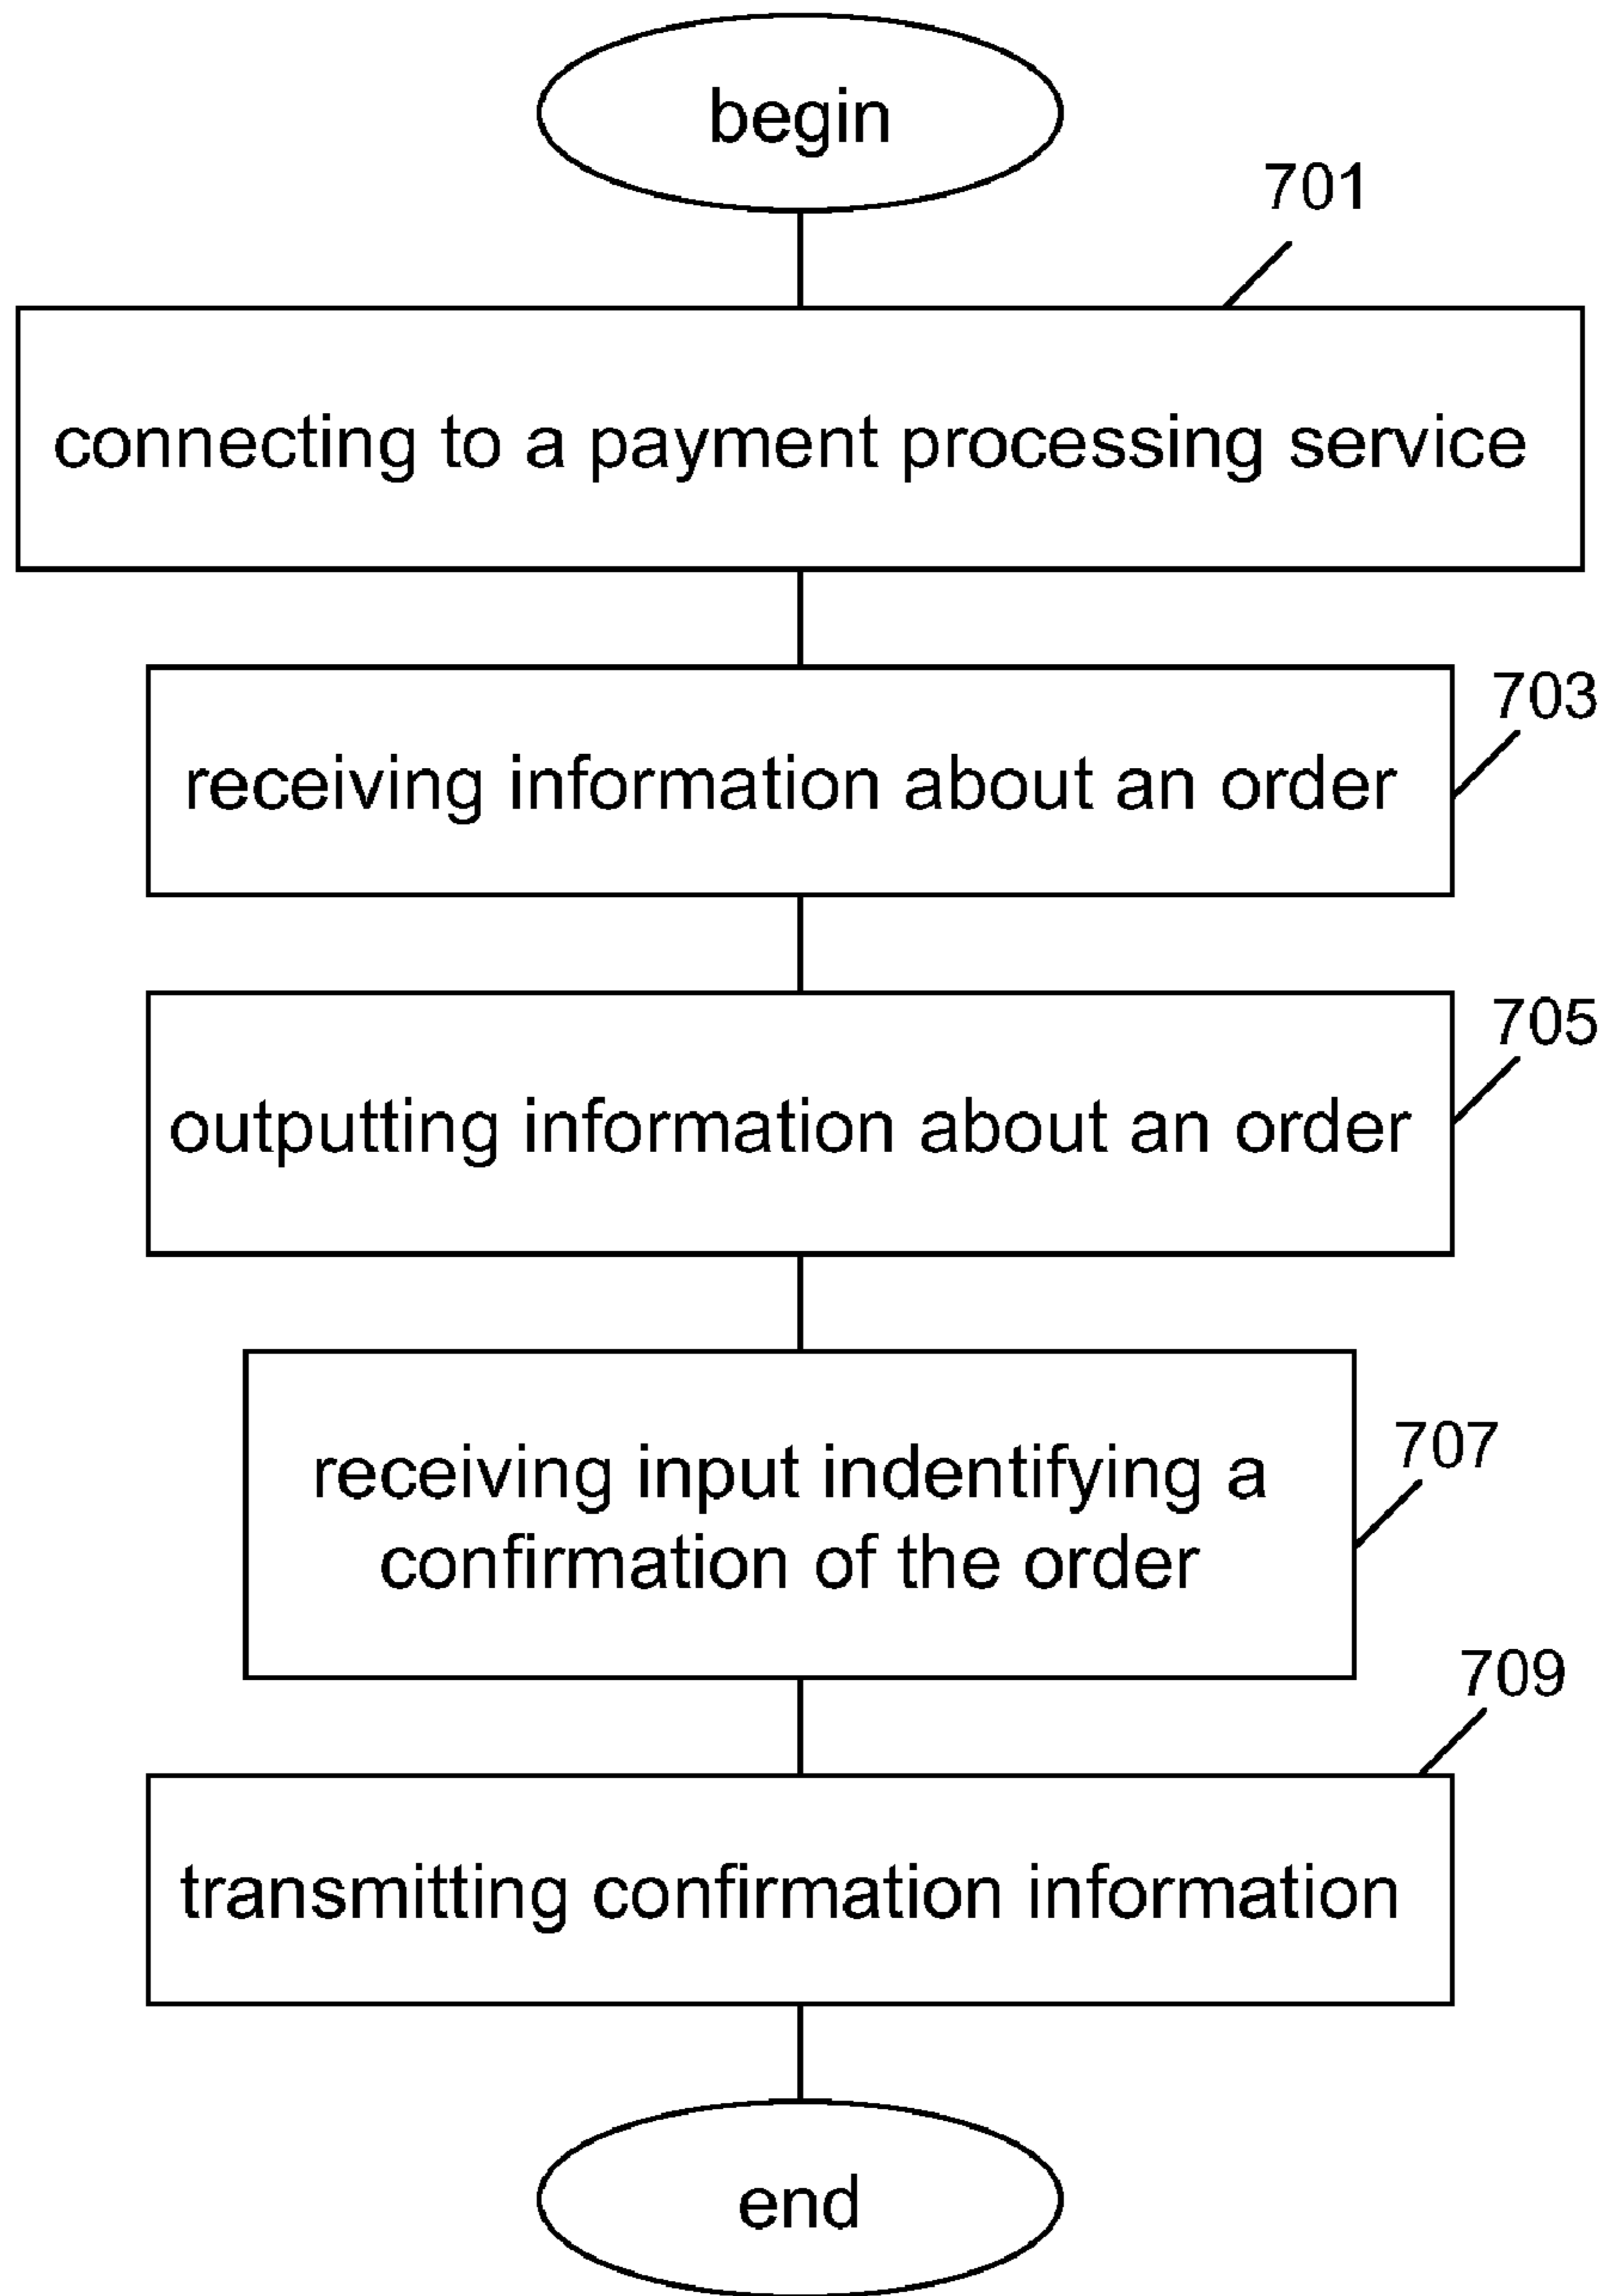 begin
701
connecting to a payment processing service
703
receiving information about an order
705
outputting information about an order
707
receiving input indentifying a
confirmation of the order
709
transmitting confirmation information
end